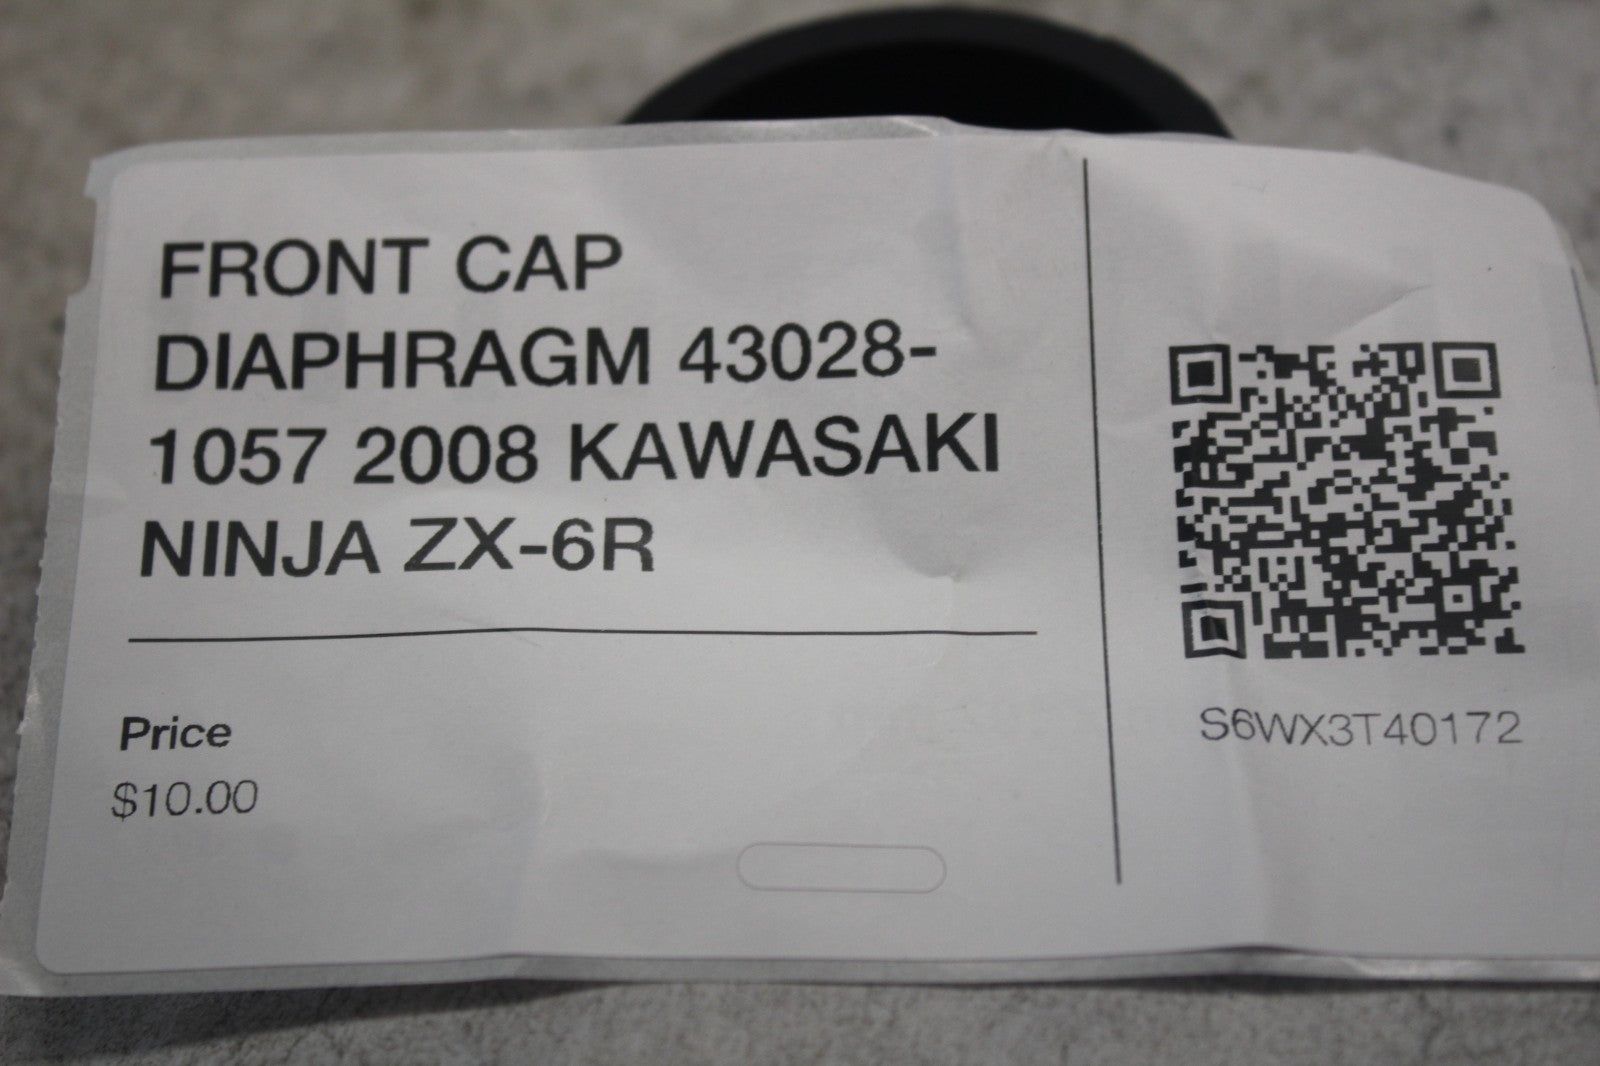 FRONT CAP
DIAPHRAGM 43028-
1057 2008 KAWASAKI
NINJA ZX-6R
Price
$10.00
S6WX3T40172